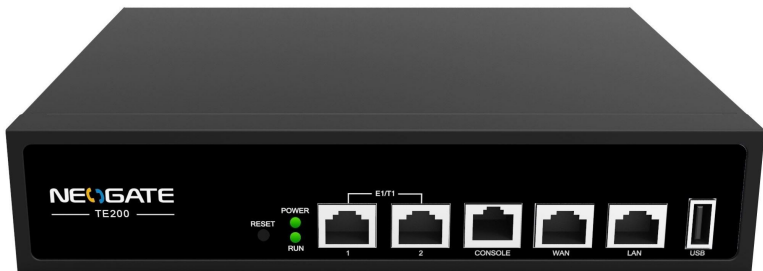 NEOGATE
TE200
RESET
POWER
RUN
E1/T1
1
2
CONSOLE
WAN
LAN
USB